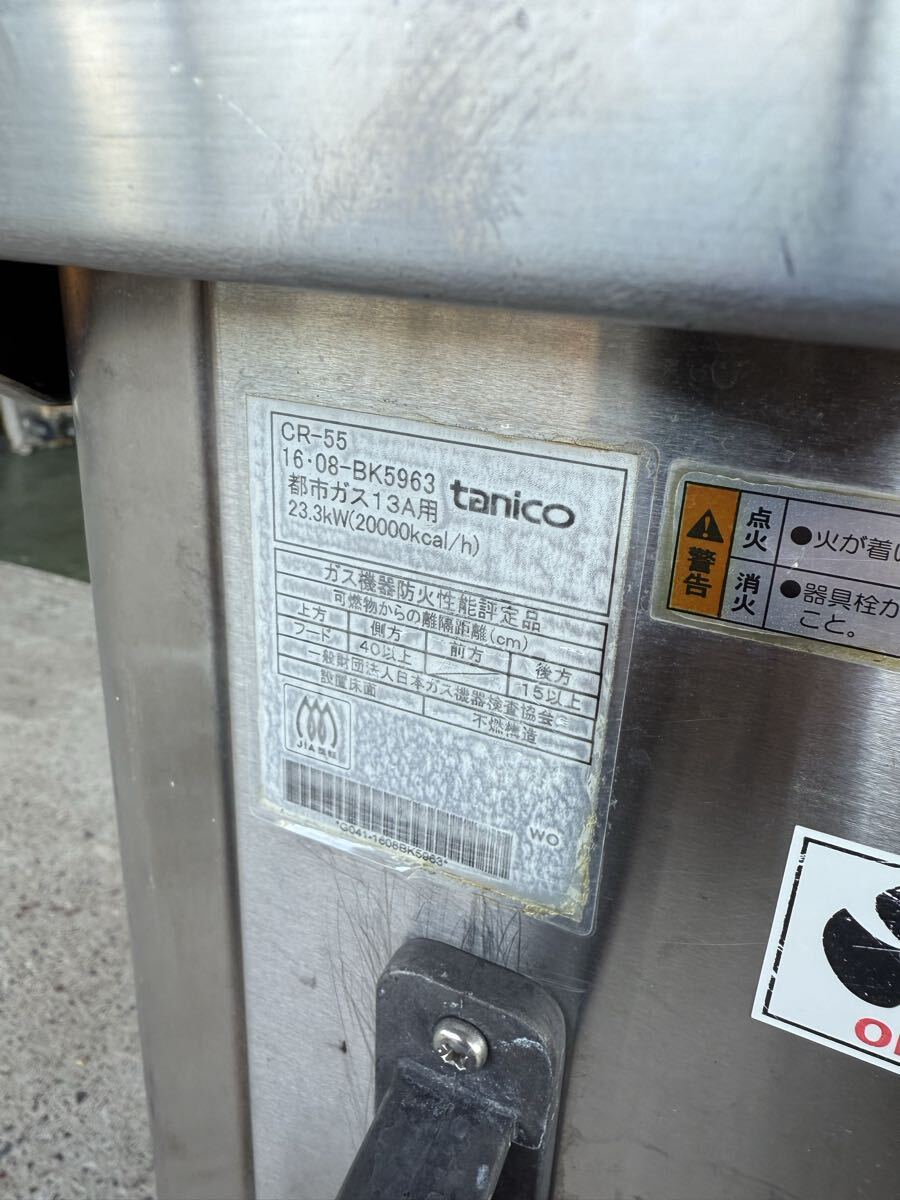 CR-55
16・08-BK5963
都市ガス13A用
23.3kW(20000kcal/h)
tanico
ガス機器防火性能評定品
可燃物からの離隔距離(cm)
上方 側方 前方 後方
フード 40以上 15以上
一般財団法人日本ガス機器検査協会
設置床面 不燃構造
JIA
*G041-1608BK5963*
WO
警告
点火
●火が着い
消火
●器具栓か
こと。